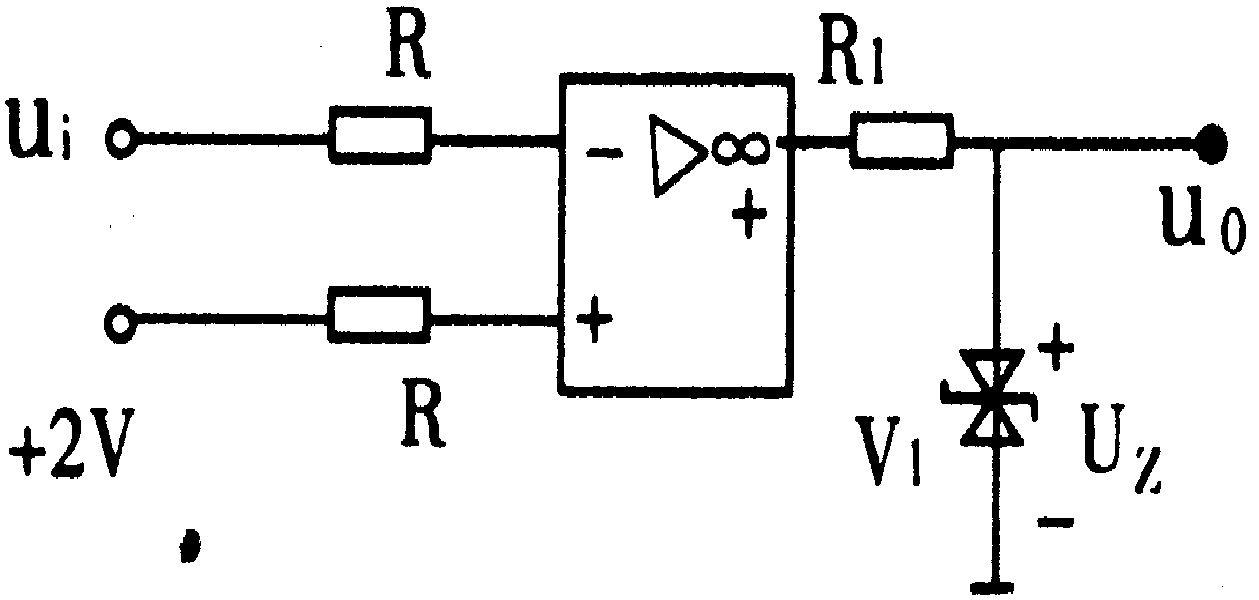 R
R1
ui
- ▷ ∞
+
u0
+
R
+2V
+
V1
UZ
-